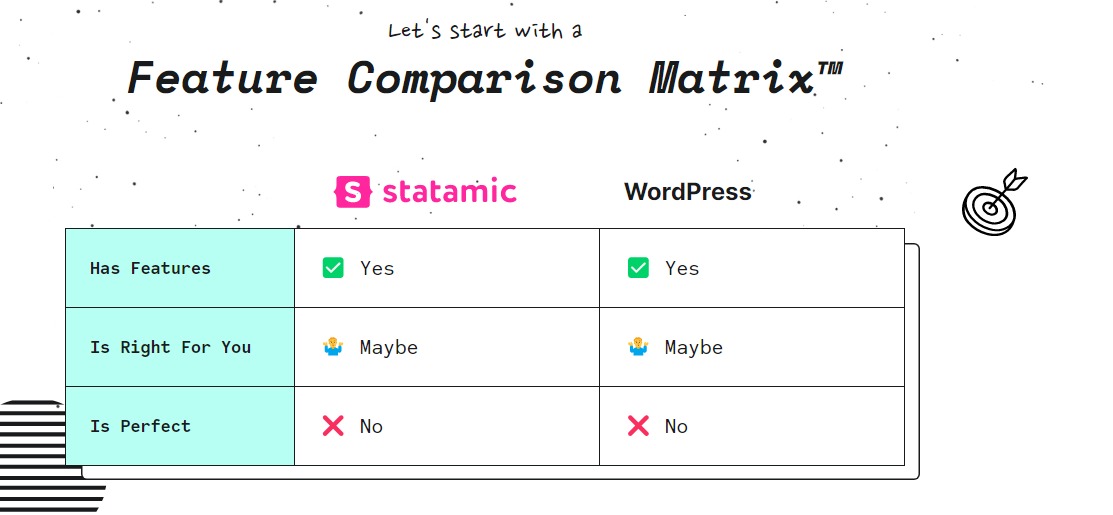 Let's start with a
Feature Comparison Matrix™
S statamic WordPress
Has Features Yes Yes
Is Right For You Maybe Maybe
Is Perfect No No